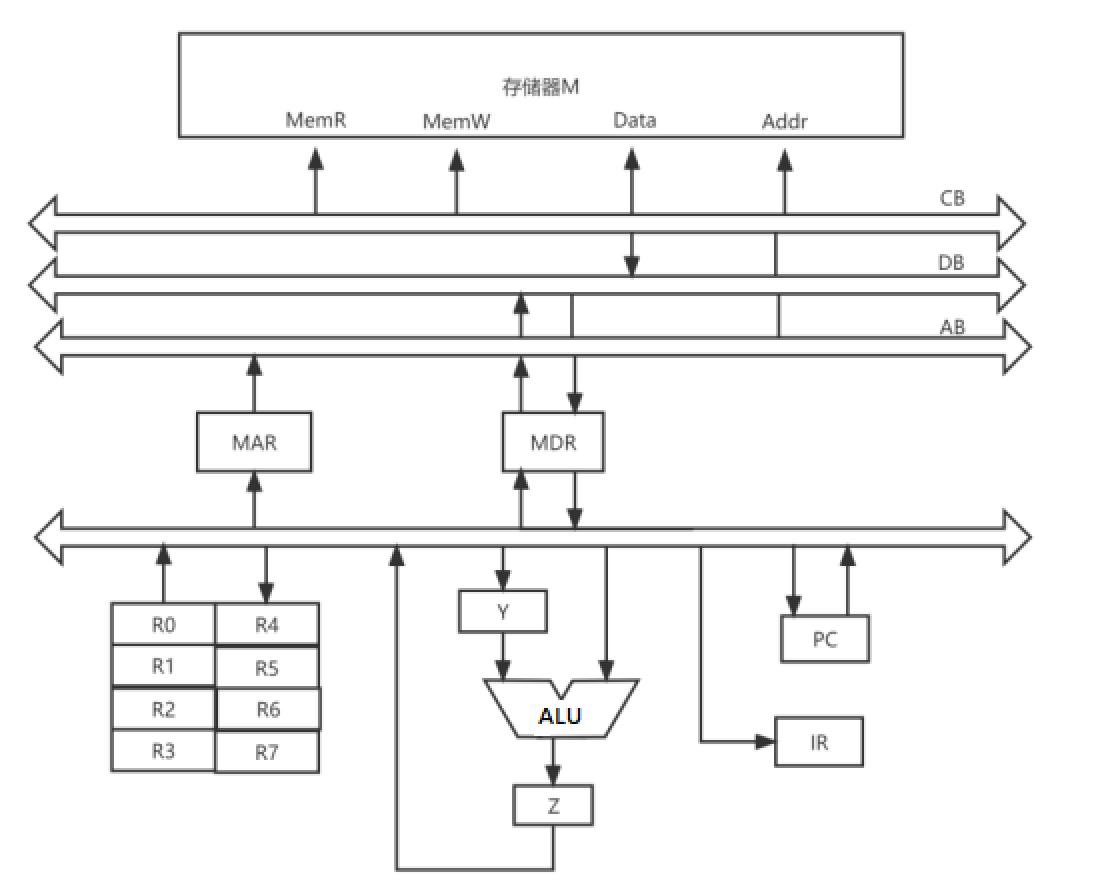 存储器M
MemR MemW Data Addr
CB
DB
AB
MAR MDR
R0 R4
R1 R5
R2 R6
R3 R7
Y
PC
ALU
IR
Z